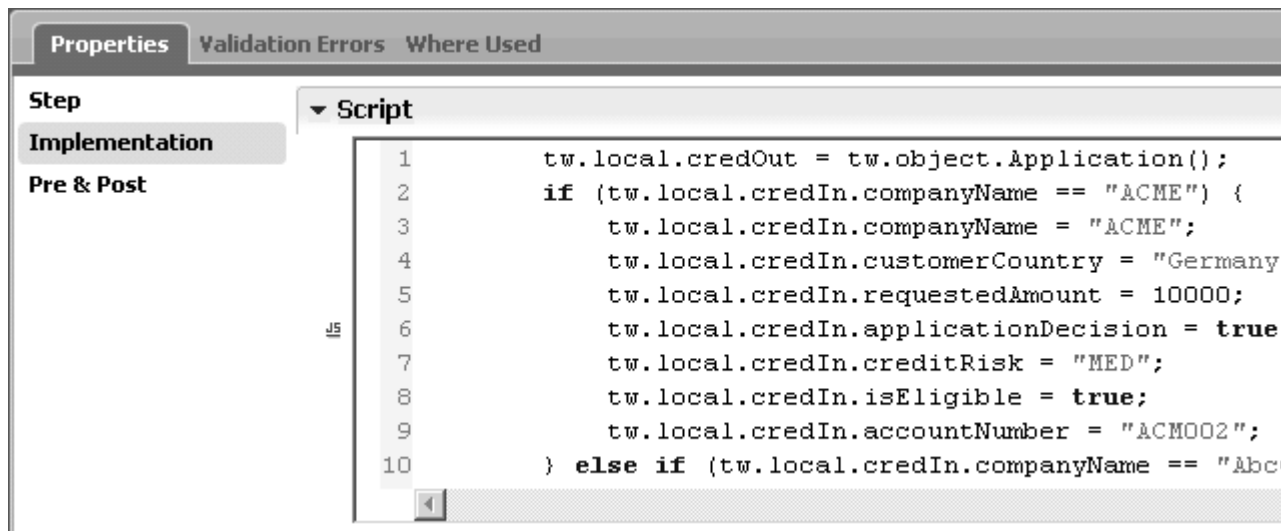 Properties Validation Errors Where Used
Step
Implementation
Pre & Post
Script
1 tw.local.credOut = tw.object.Application();
2 if (tw.local.credIn.companyName == "ACME") {
3 tw.local.credIn.companyName = "ACME";
4 tw.local.credIn.customerCountry = "Germany
5 tw.local.credIn.requestedAmount = 10000;
JS
6 tw.local.credIn.applicationDecision = true
7 tw.local.credIn.creditRisk = "MED";
8 tw.local.credIn.isEligible = true;
9 tw.local.credIn.accountNumber = "ACM002";
10 } else if (tw.local.credIn.companyName == "Abc